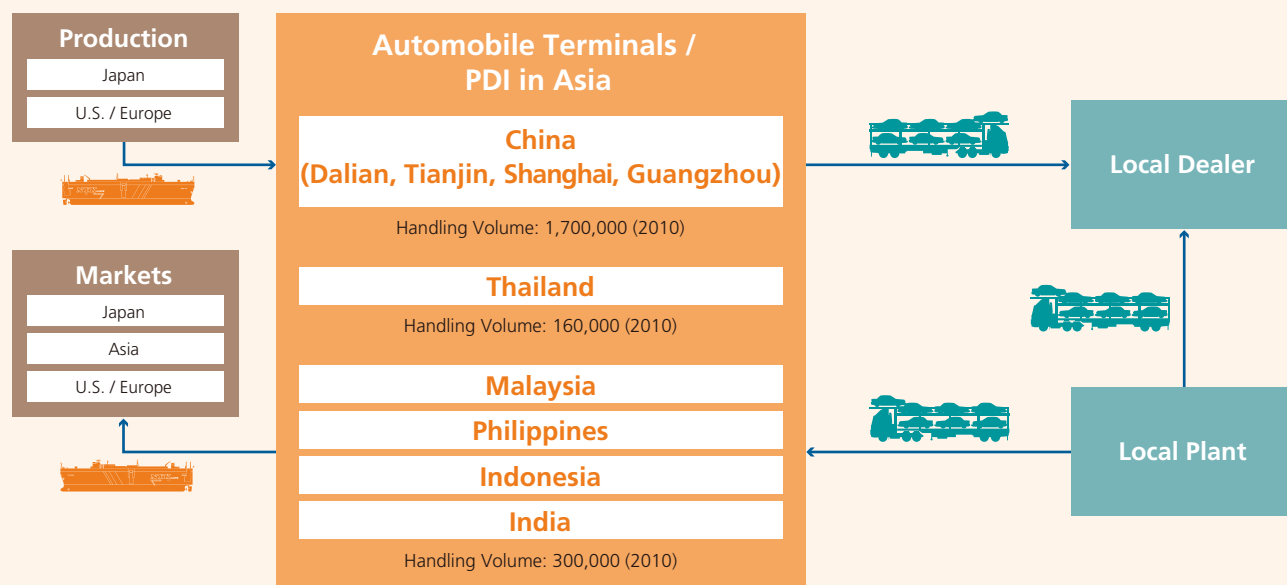 Production
Japan
U.S. / Europe
Markets
Japan
Asia
U.S. / Europe
Automobile Terminals /
PDI in Asia
China
(Dalian, Tianjin, Shanghai, Guangzhou)
Handling Volume: 1,700,000 (2010)
Thailand
Handling Volume: 160,000 (2010)
Malaysia
Philippines
Indonesia
India
Handling Volume: 300,000 (2010)
Local Dealer
Local Plant